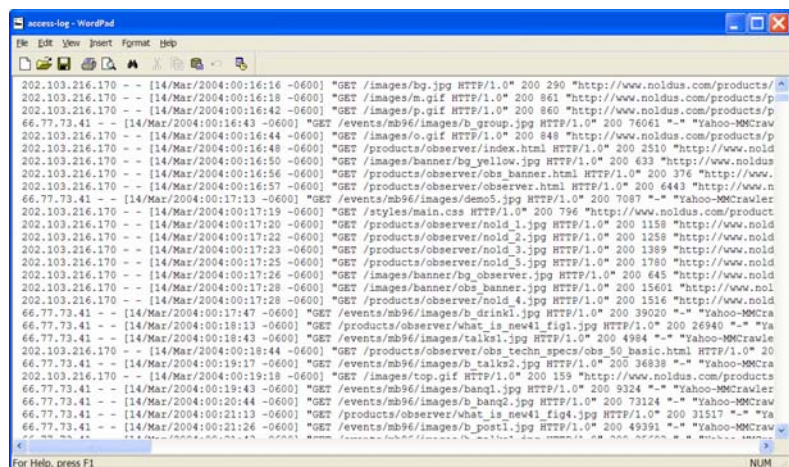 access-log - WordPad
File Edit View Insert Format Help
202.103.216.170 - - [14/Mar/2004:00:16:16 -0600] "GET /images/bg.jpg HTTP/1.0" 200 290 "http://www.noldus.com/products/
202.103.216.170 - - [14/Mar/2004:00:16:18 -0600] "GET /images/m.gif HTTP/1.0" 200 861 "http://www.noldus.com/products/p
202.103.216.170 - - [14/Mar/2004:00:16:42 -0600] "GET /images/p.gif HTTP/1.0" 200 860 "http://www.noldus.com/products/p
66.77.73.41 - - [14/Mar/2004:00:16:43 -0600] "GET /events/mb96/images/b_group.jpg HTTP/1.0" 200 76061 "-" "Yahoo-MMCraw
202.103.216.170 - - [14/Mar/2004:00:16:44 -0600] "GET /images/o.gif HTTP/1.0" 200 848 "http://www.noldus.com/products/p
202.103.216.170 - - [14/Mar/2004:00:16:48 -0600] "GET /products/observer/index.html HTTP/1.0" 200 2510 "http://www.nold
202.103.216.170 - - [14/Mar/2004:00:16:50 -0600] "GET /images/banner/bg_yellow.jpg HTTP/1.0" 200 633 "http://www.noldus
202.103.216.170 - - [14/Mar/2004:00:16:56 -0600] "GET /products/observer/obs_banner.html HTTP/1.0" 200 376 "http://www.
202.103.216.170 - - [14/Mar/2004:00:16:57 -0600] "GET /products/observer/observer.html HTTP/1.0" 200 6443 "http://www.n
66.77.73.41 - - [14/Mar/2004:00:17:13 -0600] "GET /events/mb96/images/demo5.jpg HTTP/1.0" 200 7087 "-" "Yahoo-MMCrawler
202.103.216.170 - - [14/Mar/2004:00:17:19 -0600] "GET /styles/main.css HTTP/1.0" 200 796 "http://www.noldus.com/product
202.103.216.170 - - [14/Mar/2004:00:17:20 -0600] "GET /products/observer/nold_1.jpg HTTP/1.0" 200 1158 "http://www.nold
202.103.216.170 - - [14/Mar/2004:00:17:22 -0600] "GET /products/observer/nold_2.jpg HTTP/1.0" 200 1258 "http://www.nold
202.103.216.170 - - [14/Mar/2004:00:17:23 -0600] "GET /products/observer/nold_3.jpg HTTP/1.0" 200 1389 "http://www.nold
202.103.216.170 - - [14/Mar/2004:00:17:25 -0600] "GET /products/observer/nold_5.jpg HTTP/1.0" 200 1780 "http://www.nold
202.103.216.170 - - [14/Mar/2004:00:17:26 -0600] "GET /images/banner/bg_observer.jpg HTTP/1.0" 200 645 "http://www.nold
202.103.216.170 - - [14/Mar/2004:00:17:28 -0600] "GET /images/banner/obs_banner.jpg HTTP/1.0" 200 15601 "http://www.nol
202.103.216.170 - - [14/Mar/2004:00:17:28 -0600] "GET /products/observer/nold_4.jpg HTTP/1.0" 200 1516 "http://www.nold
66.77.73.41 - - [14/Mar/2004:00:17:47 -0600] "GET /events/mb96/images/b_drink1.jpg HTTP/1.0" 200 39020 "-" "Yahoo-MMCra
66.77.73.41 - - [14/Mar/2004:00:18:13 -0600] "GET /products/observer/what_is_new41_fig1.jpg HTTP/1.0" 200 26940 "-" "Ya
66.77.73.41 - - [14/Mar/2004:00:18:43 -0600] "GET /events/mb96/images/talks1.jpg HTTP/1.0" 200 4984 "-" "Yahoo-MMCrawle
202.103.216.170 - - [14/Mar/2004:00:18:44 -0600] "GET /products/observer/obs_techn_specs/obs_50_basic.html HTTP/1.0" 20
66.77.73.41 - - [14/Mar/2004:00:19:17 -0600] "GET /events/mb96/images/b_talks2.jpg HTTP/1.0" 200 36838 "-" "Yahoo-MMCra
202.103.216.170 - - [14/Mar/2004:00:19:18 -0600] "GET /images/top.gif HTTP/1.0" 200 159 "http://www.noldus.com/products
66.77.73.41 - - [14/Mar/2004:00:19:43 -0600] "GET /events/mb96/images/banq1.jpg HTTP/1.0" 200 9324 "-" "Yahoo-MMCrawler
66.77.73.41 - - [14/Mar/2004:00:20:44 -0600] "GET /events/mb96/images/b_banq2.jpg HTTP/1.0" 200 73124 "-" "Yahoo-MMCraw
66.77.73.41 - - [14/Mar/2004:00:21:13 -0600] "GET /products/observer/what_is_new41_fig4.jpg HTTP/1.0" 200 31517 "-" "Ya
66.77.73.41 - - [14/Mar/2004:00:21:26 -0600] "GET /events/mb96/images/b_post1.jpg HTTP/1.0" 200 49391 "-" "Yahoo-MMCraw
For Help, press F1
NUM